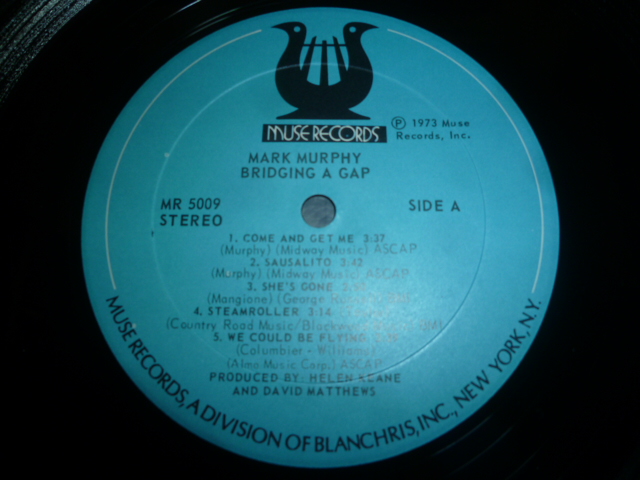 MUSE RECORDS
℗ 1973 Muse
Records, Inc.
MARK MURPHY
BRIDGING A GAP
MR 5009
STEREO
SIDE A
1. COME AND GET ME 3:37
(Murphy) (Midway Music) ASCAP
2. SAUSALITO 3:42
(Murphy) (Midway Music) ASCAP
3. SHE'S GONE
(Mangione) (George
4. STEAMROLLER 3:14
(Country Road Music/
5. WE COULD BE FLYING
(Columbier - Williams)
(Almo Music Corp.) ASCAP
PRODUCED BY: HELEN KEANE
AND DAVID MATTHEWS
MUSE RECORDS, A DIVISION OF BLANCHRIS, INC., NEW YORK, N.Y.